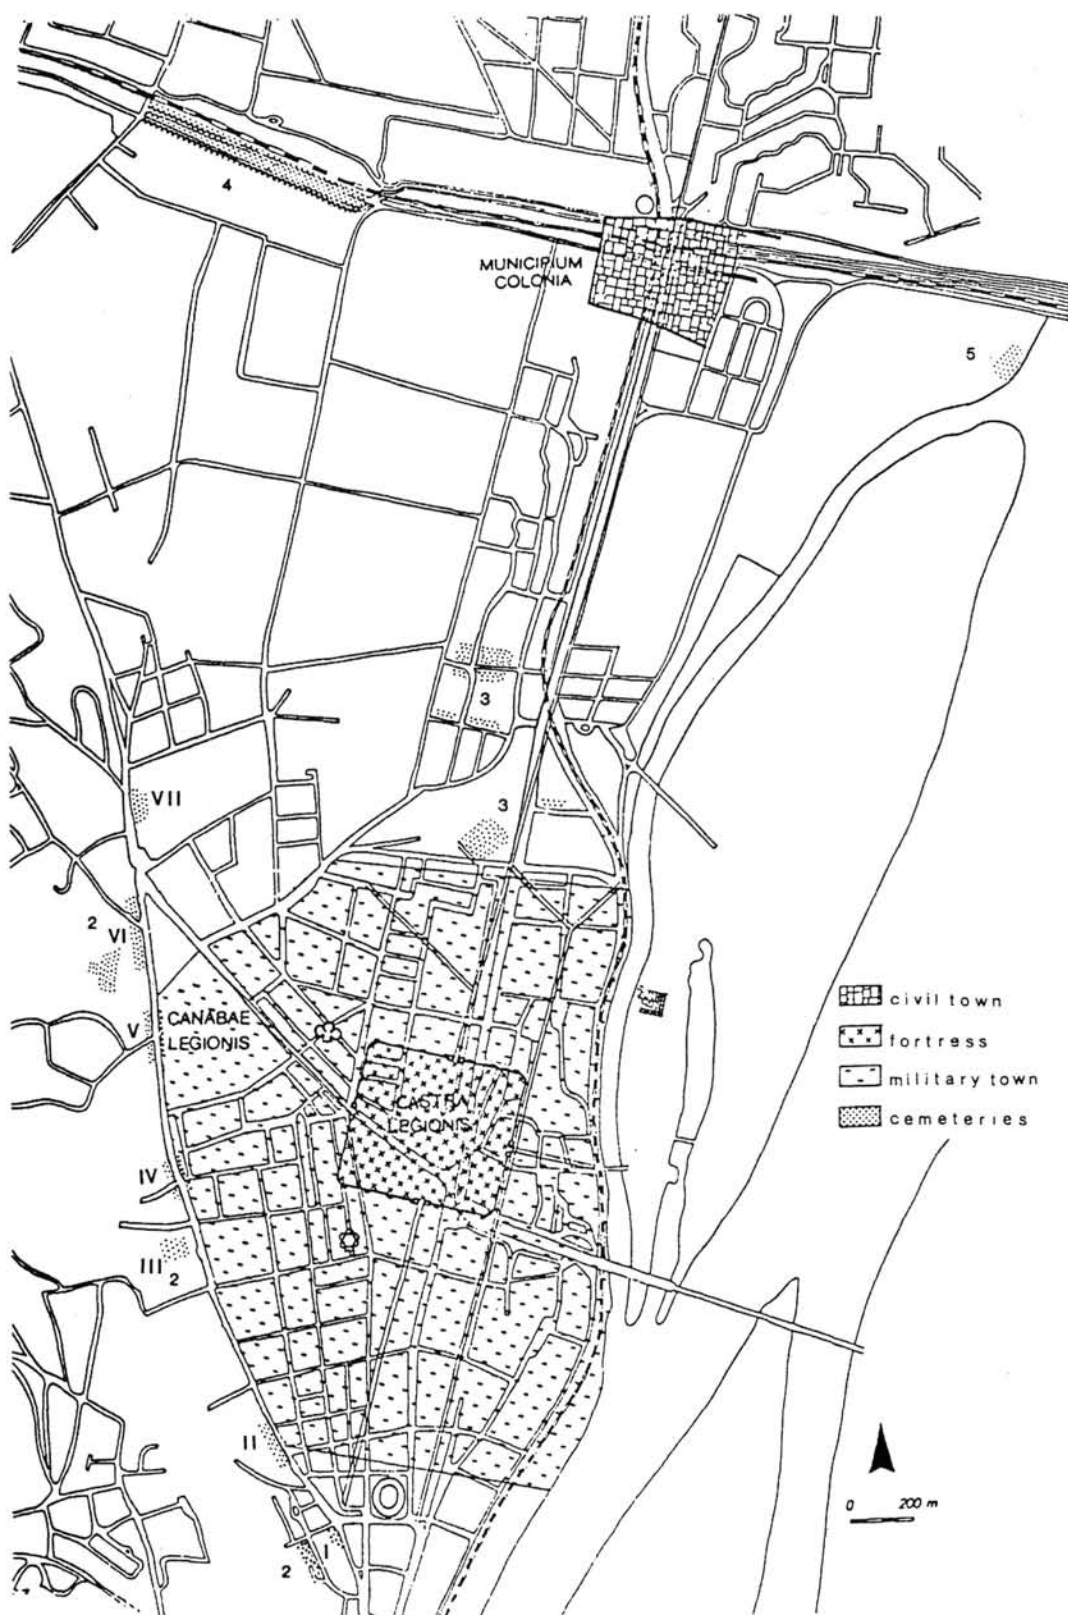 4
MUNICIPIUM
COLONIA
5
3
3
VII
2
VI
V
CANABAE
LEGIONIS
CASTRA
LEGIONIS
civil town
fortress
military town
cemeteries
IV
III
2
II
0 200 m
I
2